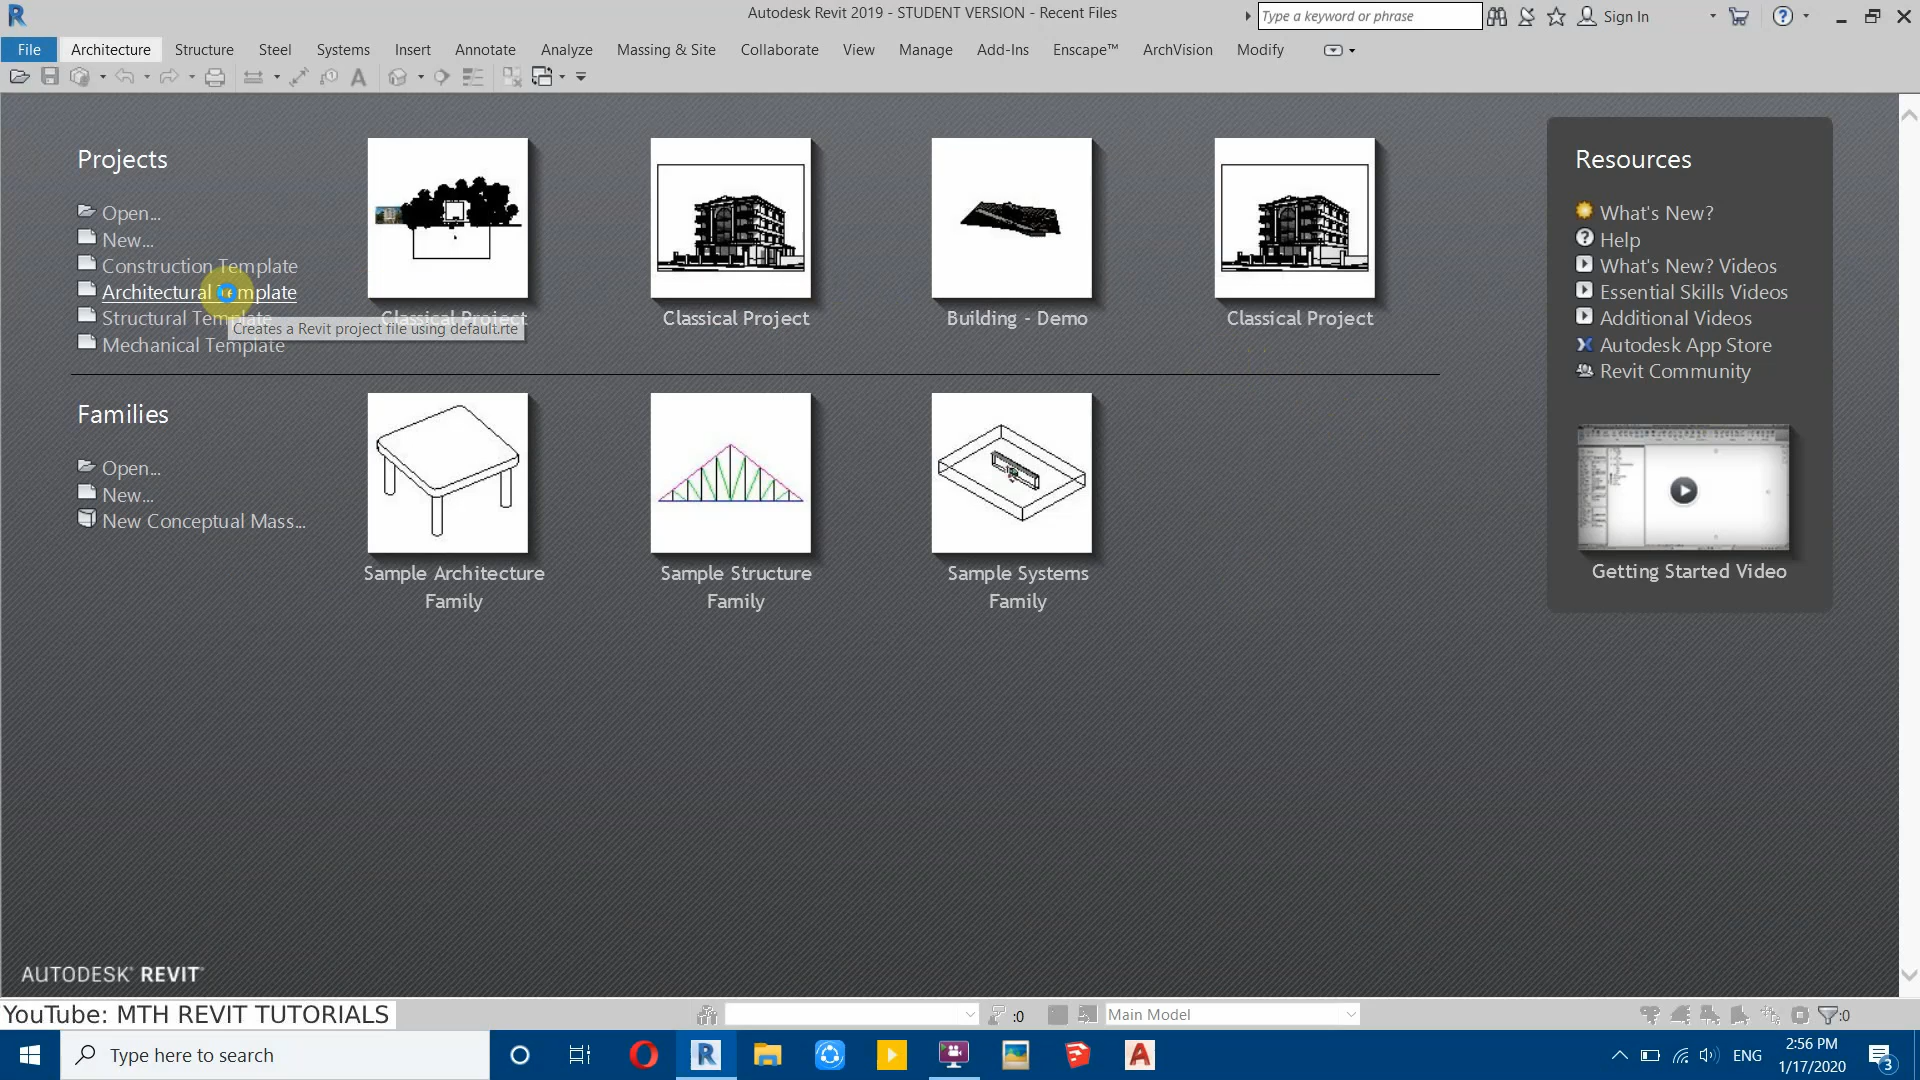 Autodesk Revit 2019 - STUDENT VERSION - Recent Files
Type a keyword or phrase
Sign In
File
Architecture
Structure
Steel
Systems
Insert
Annotate
Analyze
Massing & Site
Collaborate
View
Manage
Add-Ins
Enscape™
ArchVision
Modify
Projects
Open...
New...
Construction Template
Architectural Template
Structural Template
Creates a Revit project file using default.rte
Mechanical Template
Classical Project
Classical Project
Building - Demo
Classical Project
Families
Open...
New...
New Conceptual Mass...
Sample Architecture
Family
Sample Structure
Family
Sample Systems
Family
Resources
What's New?
Help
What's New? Videos
Essential Skills Videos
Additional Videos
Autodesk App Store
Revit Community
Getting Started Video
AUTODESK® REVIT®
YouTube: MTH REVIT TUTORIALS
:0
Main Model
:0
Type here to search
ENG
2:56 PM
1/17/2020
3